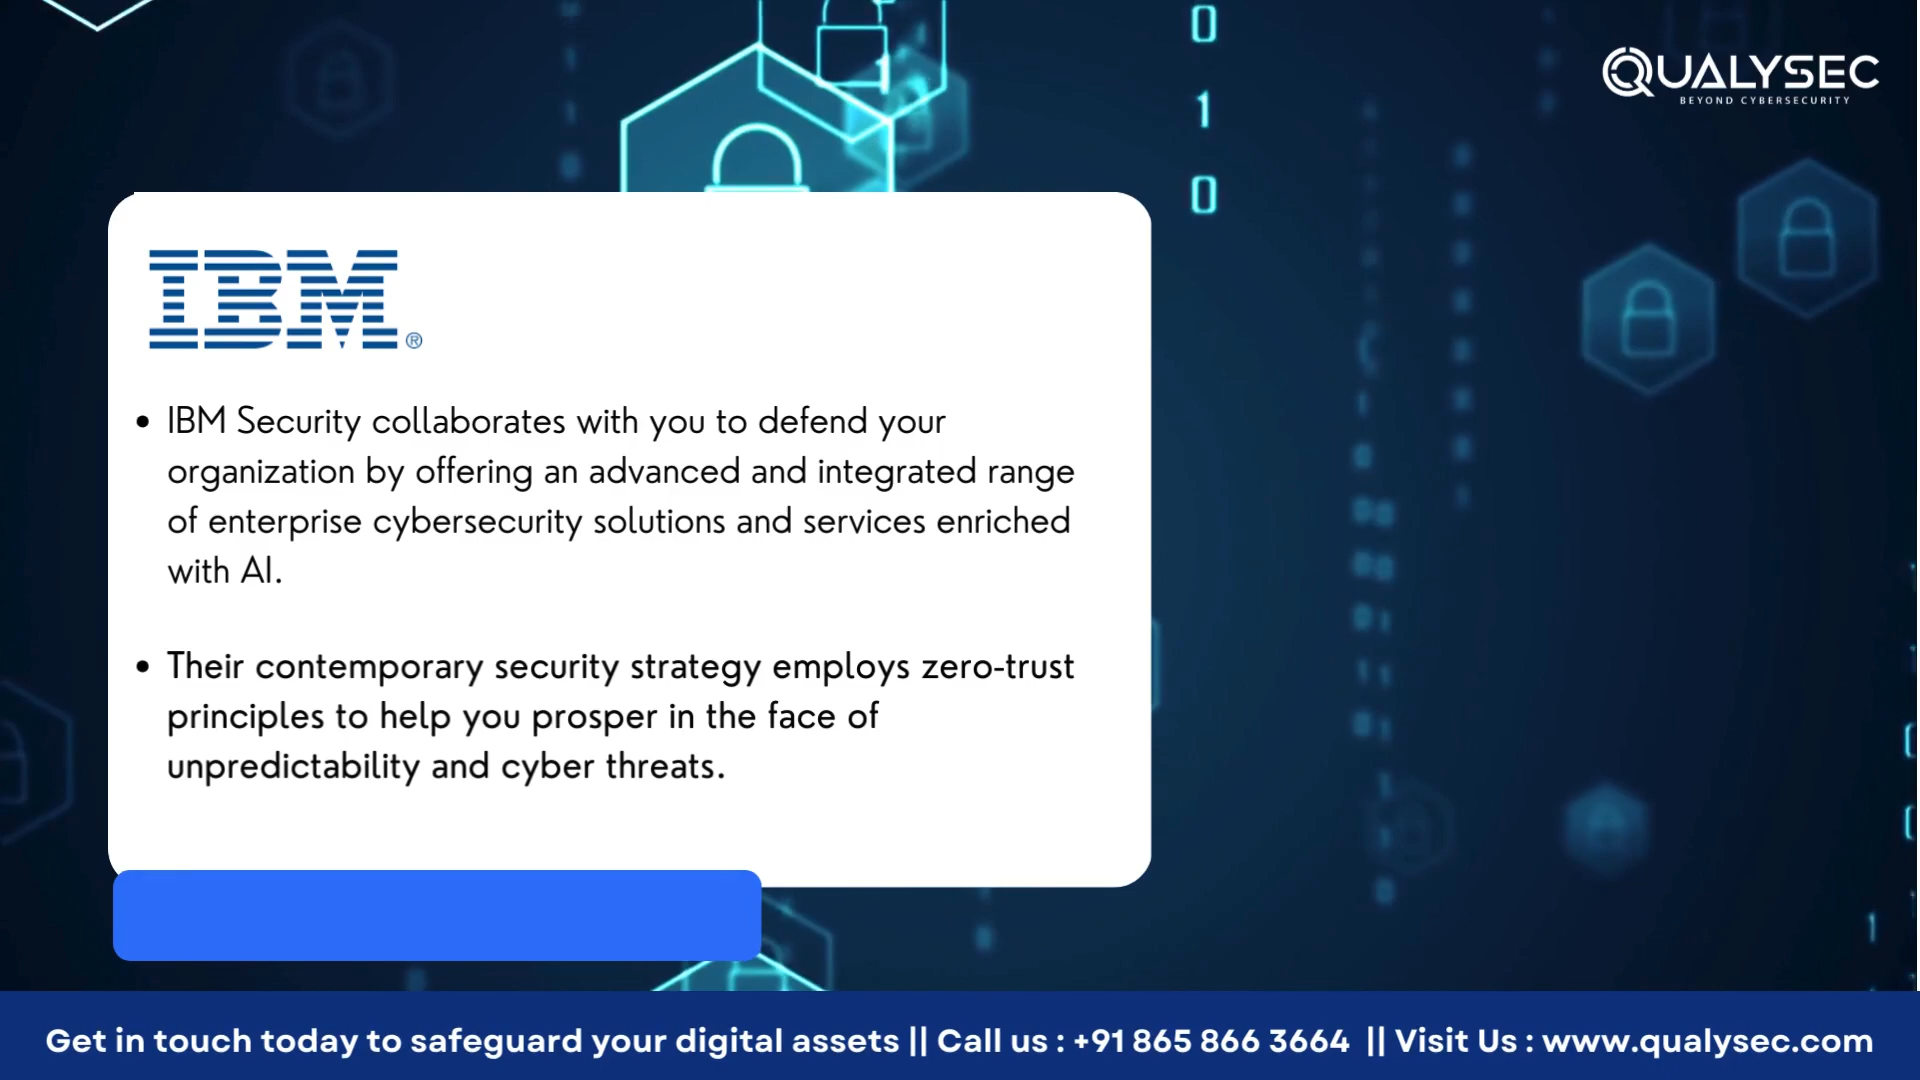 QUALYSEC
BEYOND CYBERSECURITY
0
1
0
IBM®
• IBM Security collaborates with you to defend your
organization by offering an advanced and integrated range
of enterprise cybersecurity solutions and services enriched
with AI.
• Their contemporary security strategy employs zero-trust
principles to help you prosper in the face of
unpredictability and cyber threats.
Get in touch today to safeguard your digital assets || Call us : +91 865 866 3664 || Visit Us : www.qualysec.com